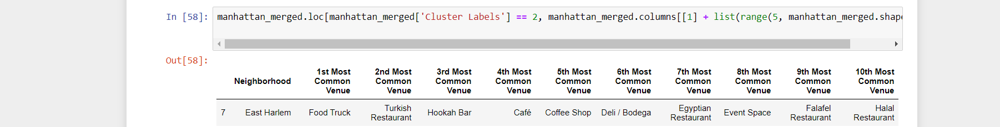 In [58]: manhattan_merged.loc[manhattan_merged['Cluster Labels'] == 2, manhattan_merged.columns[[1] + list(range(5, manhattan_merged.shape
Out[58]:
Neighborhood 1st Most Common Venue 2nd Most Common Venue 3rd Most Common Venue 4th Most Common Venue 5th Most Common Venue 6th Most Common Venue 7th Most Common Venue 8th Most Common Venue 9th Most Common Venue 10th Most Common Venue
7 East Harlem Food Truck Turkish Restaurant Hookah Bar Café Coffee Shop Deli / Bodega Egyptian Restaurant Event Space Falafel Restaurant Halal Restaurant